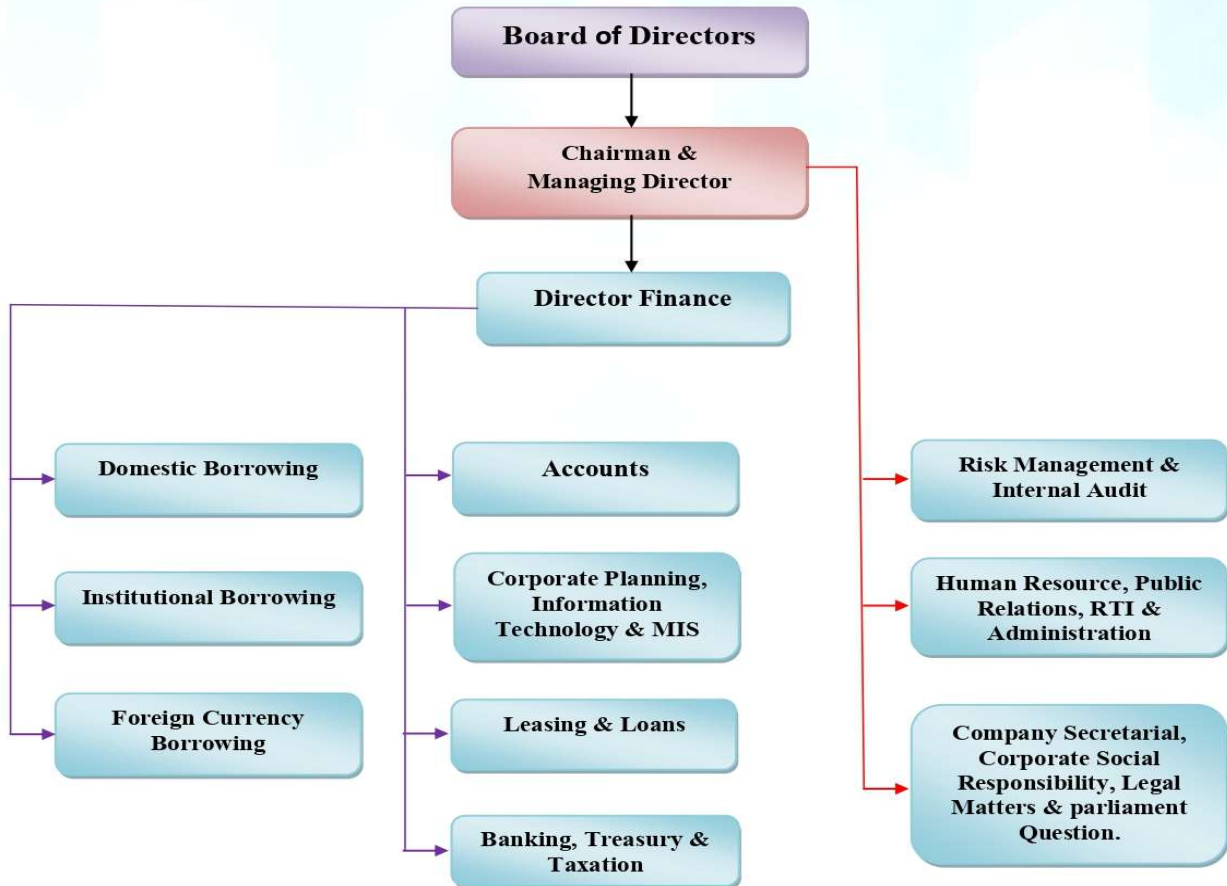 Board of Directors
Chairman &
Managing Director
Director Finance
Domestic Borrowing
Institutional Borrowing
Foreign Currency
Borrowing
Accounts
Corporate Planning,
Information
Technology & MIS
Leasing & Loans
Banking, Treasury &
Taxation
Risk Management &
Internal Audit
Human Resource, Public
Relations, RTI &
Administration
Company Secretarial,
Corporate Social
Responsibility, Legal
Matters & parliament
Question.